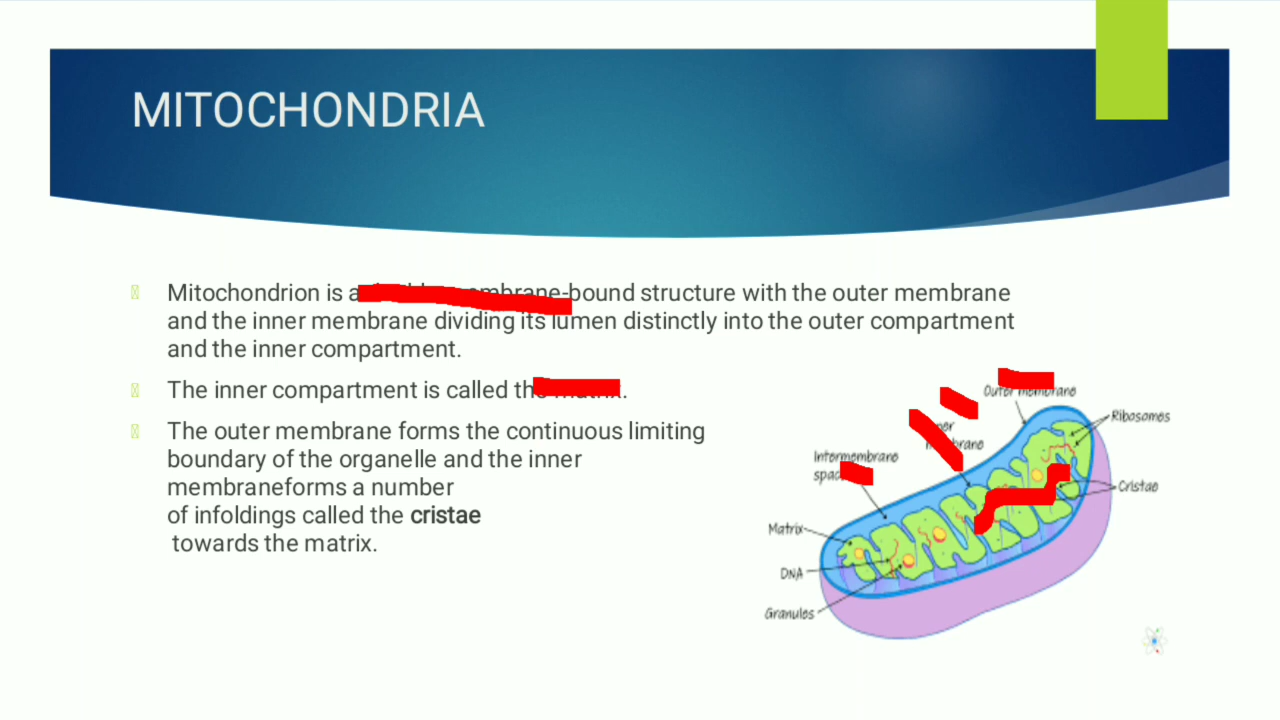 MITOCHONDRIA
Mitochondrion is a membrane-bound structure with the outer membrane
and the inner membrane dividing its lumen distinctly into the outer compartment
and the inner compartment.
The inner compartment is called the
The outer membrane forms the continuous limiting
boundary of the organelle and the inner
membraneforms a number
of infoldings called the cristae
towards the matrix.
Outer membrane
Ribosomes
Intermembrane
Cristae
Matrix
DNA
Granules